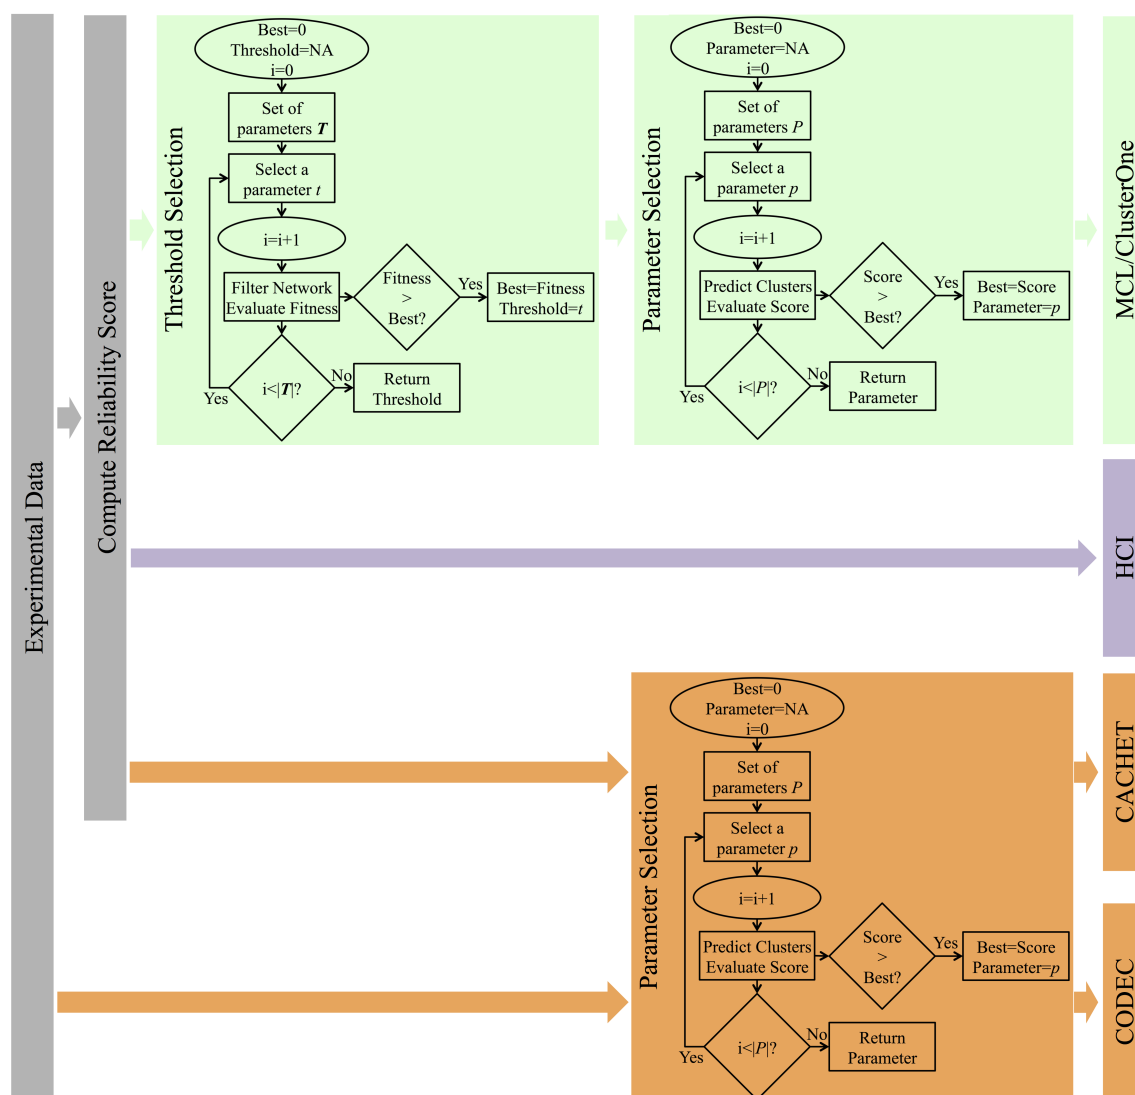 Experimental Data
Compute Reliability Score
Threshold Selection
Best=0
Threshold=NA
i=0
Set of
parameters T
Select a
parameter t
i=i+1
Filter Network
Evaluate Fitness
Fitness
>
Best?
Yes
Best=Fitness
Threshold=t
i<|T|?
Yes
No
Return
Threshold
Parameter Selection
Best=0
Parameter=NA
i=0
Set of
parameters P
Select a
parameter p
i=i+1
Predict Clusters
Evaluate Score
Score
>
Best?
Yes
Best=Score
Parameter=p
i<|P|?
Yes
No
Return
Parameter
MCL/ClusterOne
HCI
Parameter Selection
Best=0
Parameter=NA
i=0
Set of
parameters P
Select a
parameter p
i=i+1
Predict Clusters
Evaluate Score
Score
>
Best?
Yes
Best=Score
Parameter=p
i<|P|?
Yes
No
Return
Parameter
CACHET
CODEC